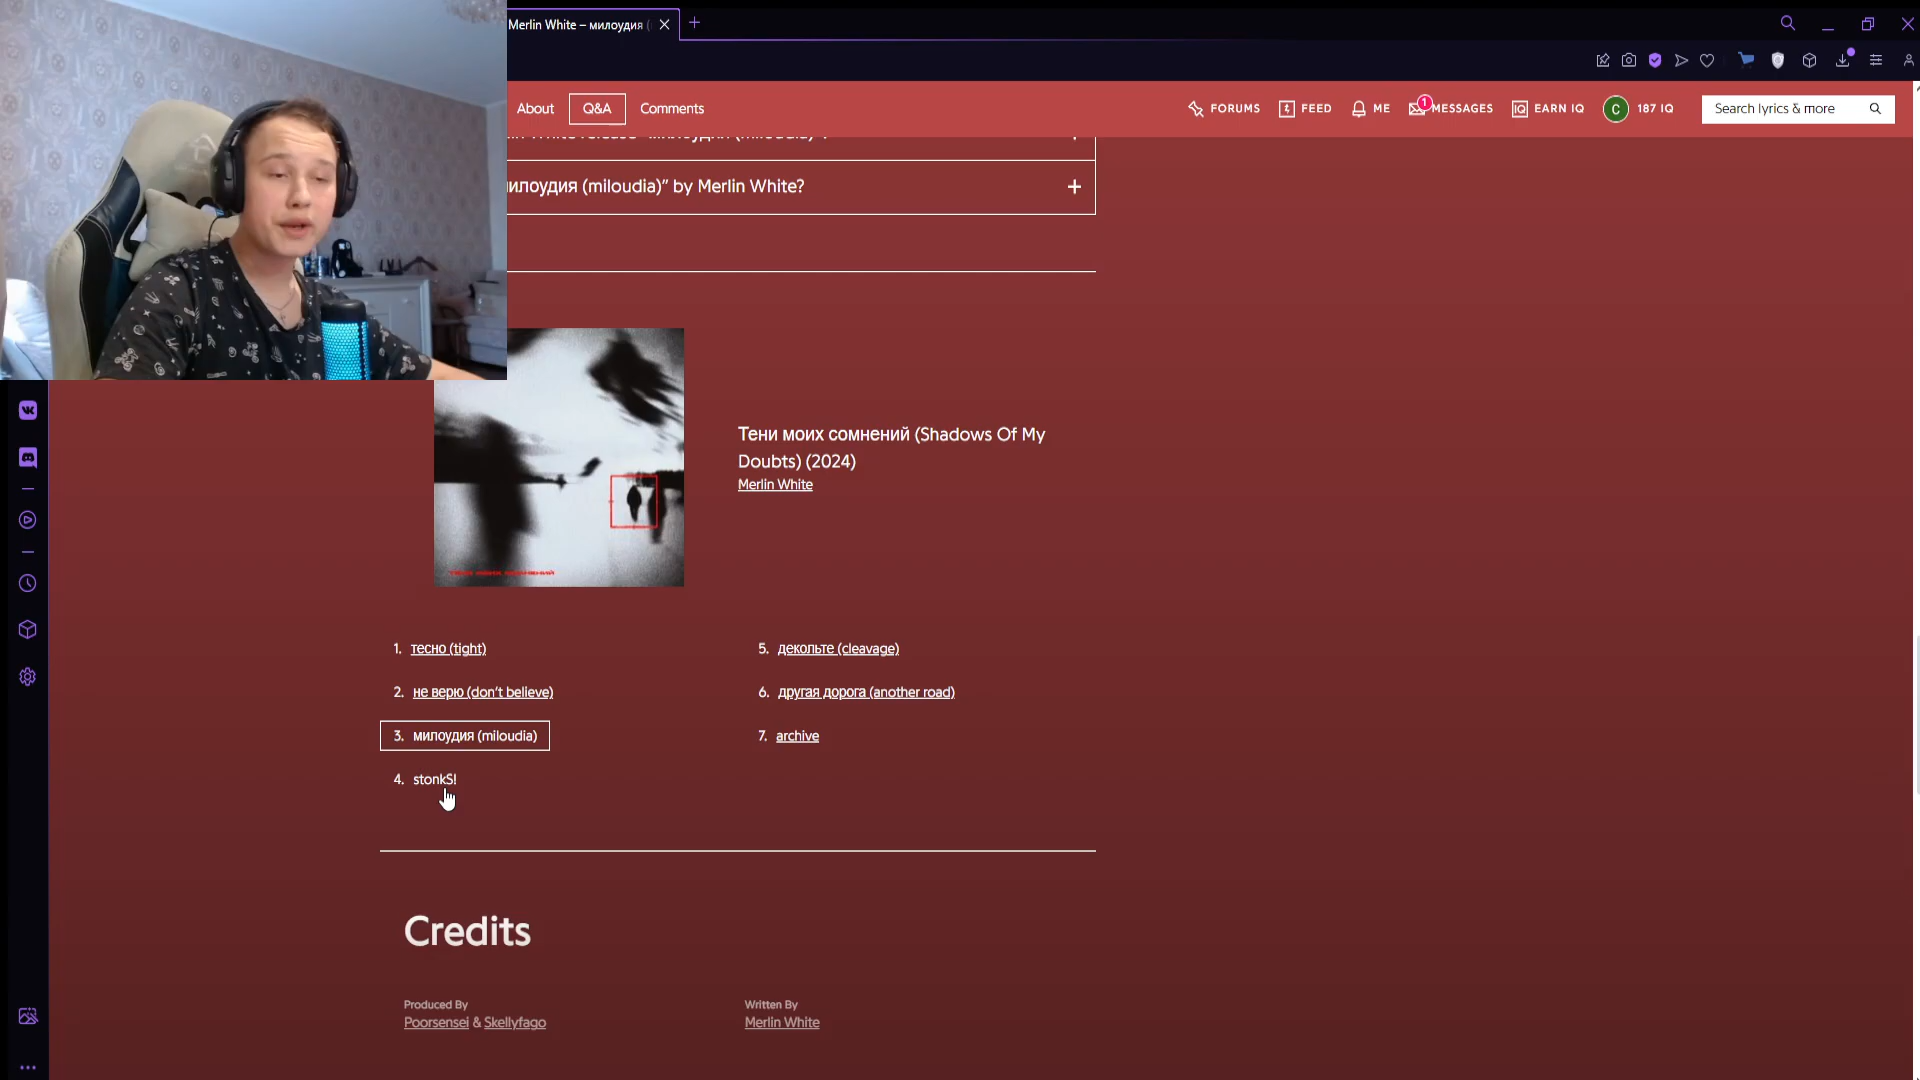 Merlin White – милоудия (
About
Q&A
Comments
FORUMS
FEED
ME
1
MESSAGES
IQ
EARN IQ
C
187 IQ
Search lyrics & more
милоудия (miloudia)” by Merlin White?
Тени моих сомнений (Shadows Of My
Doubts) (2024)
Merlin White
1. тесно (tight)
2. не верю (don’t believe)
3. милоудия (miloudia)
4. stonkS!
5. декольте (cleavage)
6. другая дорога (another road)
7. archive
Credits
Produced By
Poorsensei & Skellyfago
Written By
Merlin White